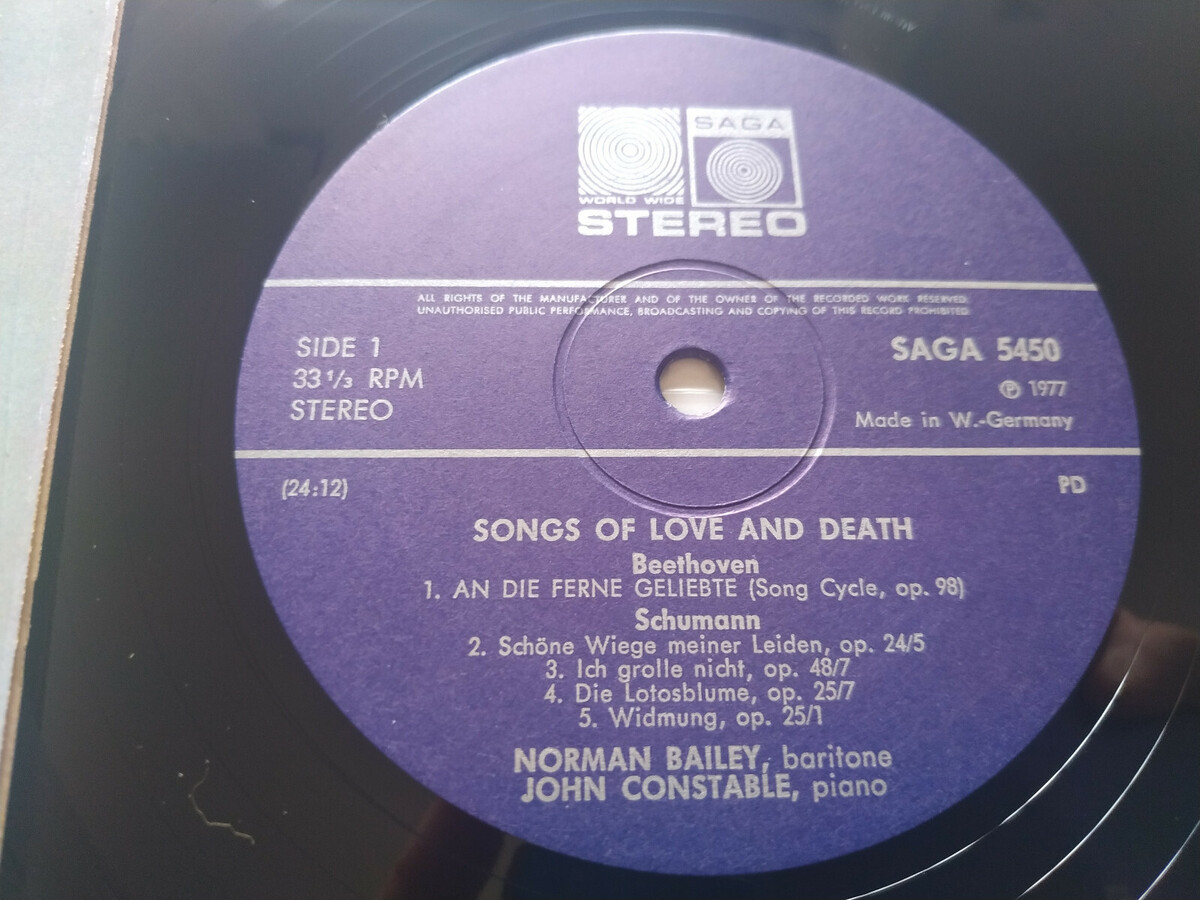 SAGA
WORLD WIDE
STEREO
ALL RIGHTS OF THE MANUFACTURER AND OF THE OWNER OF THE RECORDED WORK RESERVED.
UNAUTHORISED PUBLIC PERFORMANCE, BROADCASTING AND COPYING OF THIS RECORD PROHIBITED.
SIDE 1
33 1/3 RPM
STEREO
SAGA 5450
℗ 1977
Made in W.-Germany
(24:12)
PD
SONGS OF LOVE AND DEATH
Beethoven
1. AN DIE FERNE GELIEBTE (Song Cycle, op. 98)
Schumann
2. Schöne Wiege meiner Leiden, op. 24/5
3. Ich grolle nicht, op. 48/7
4. Die Lotosblume, op. 25/7
5. Widmung, op. 25/1
NORMAN BAILEY, baritone
JOHN CONSTABLE, piano